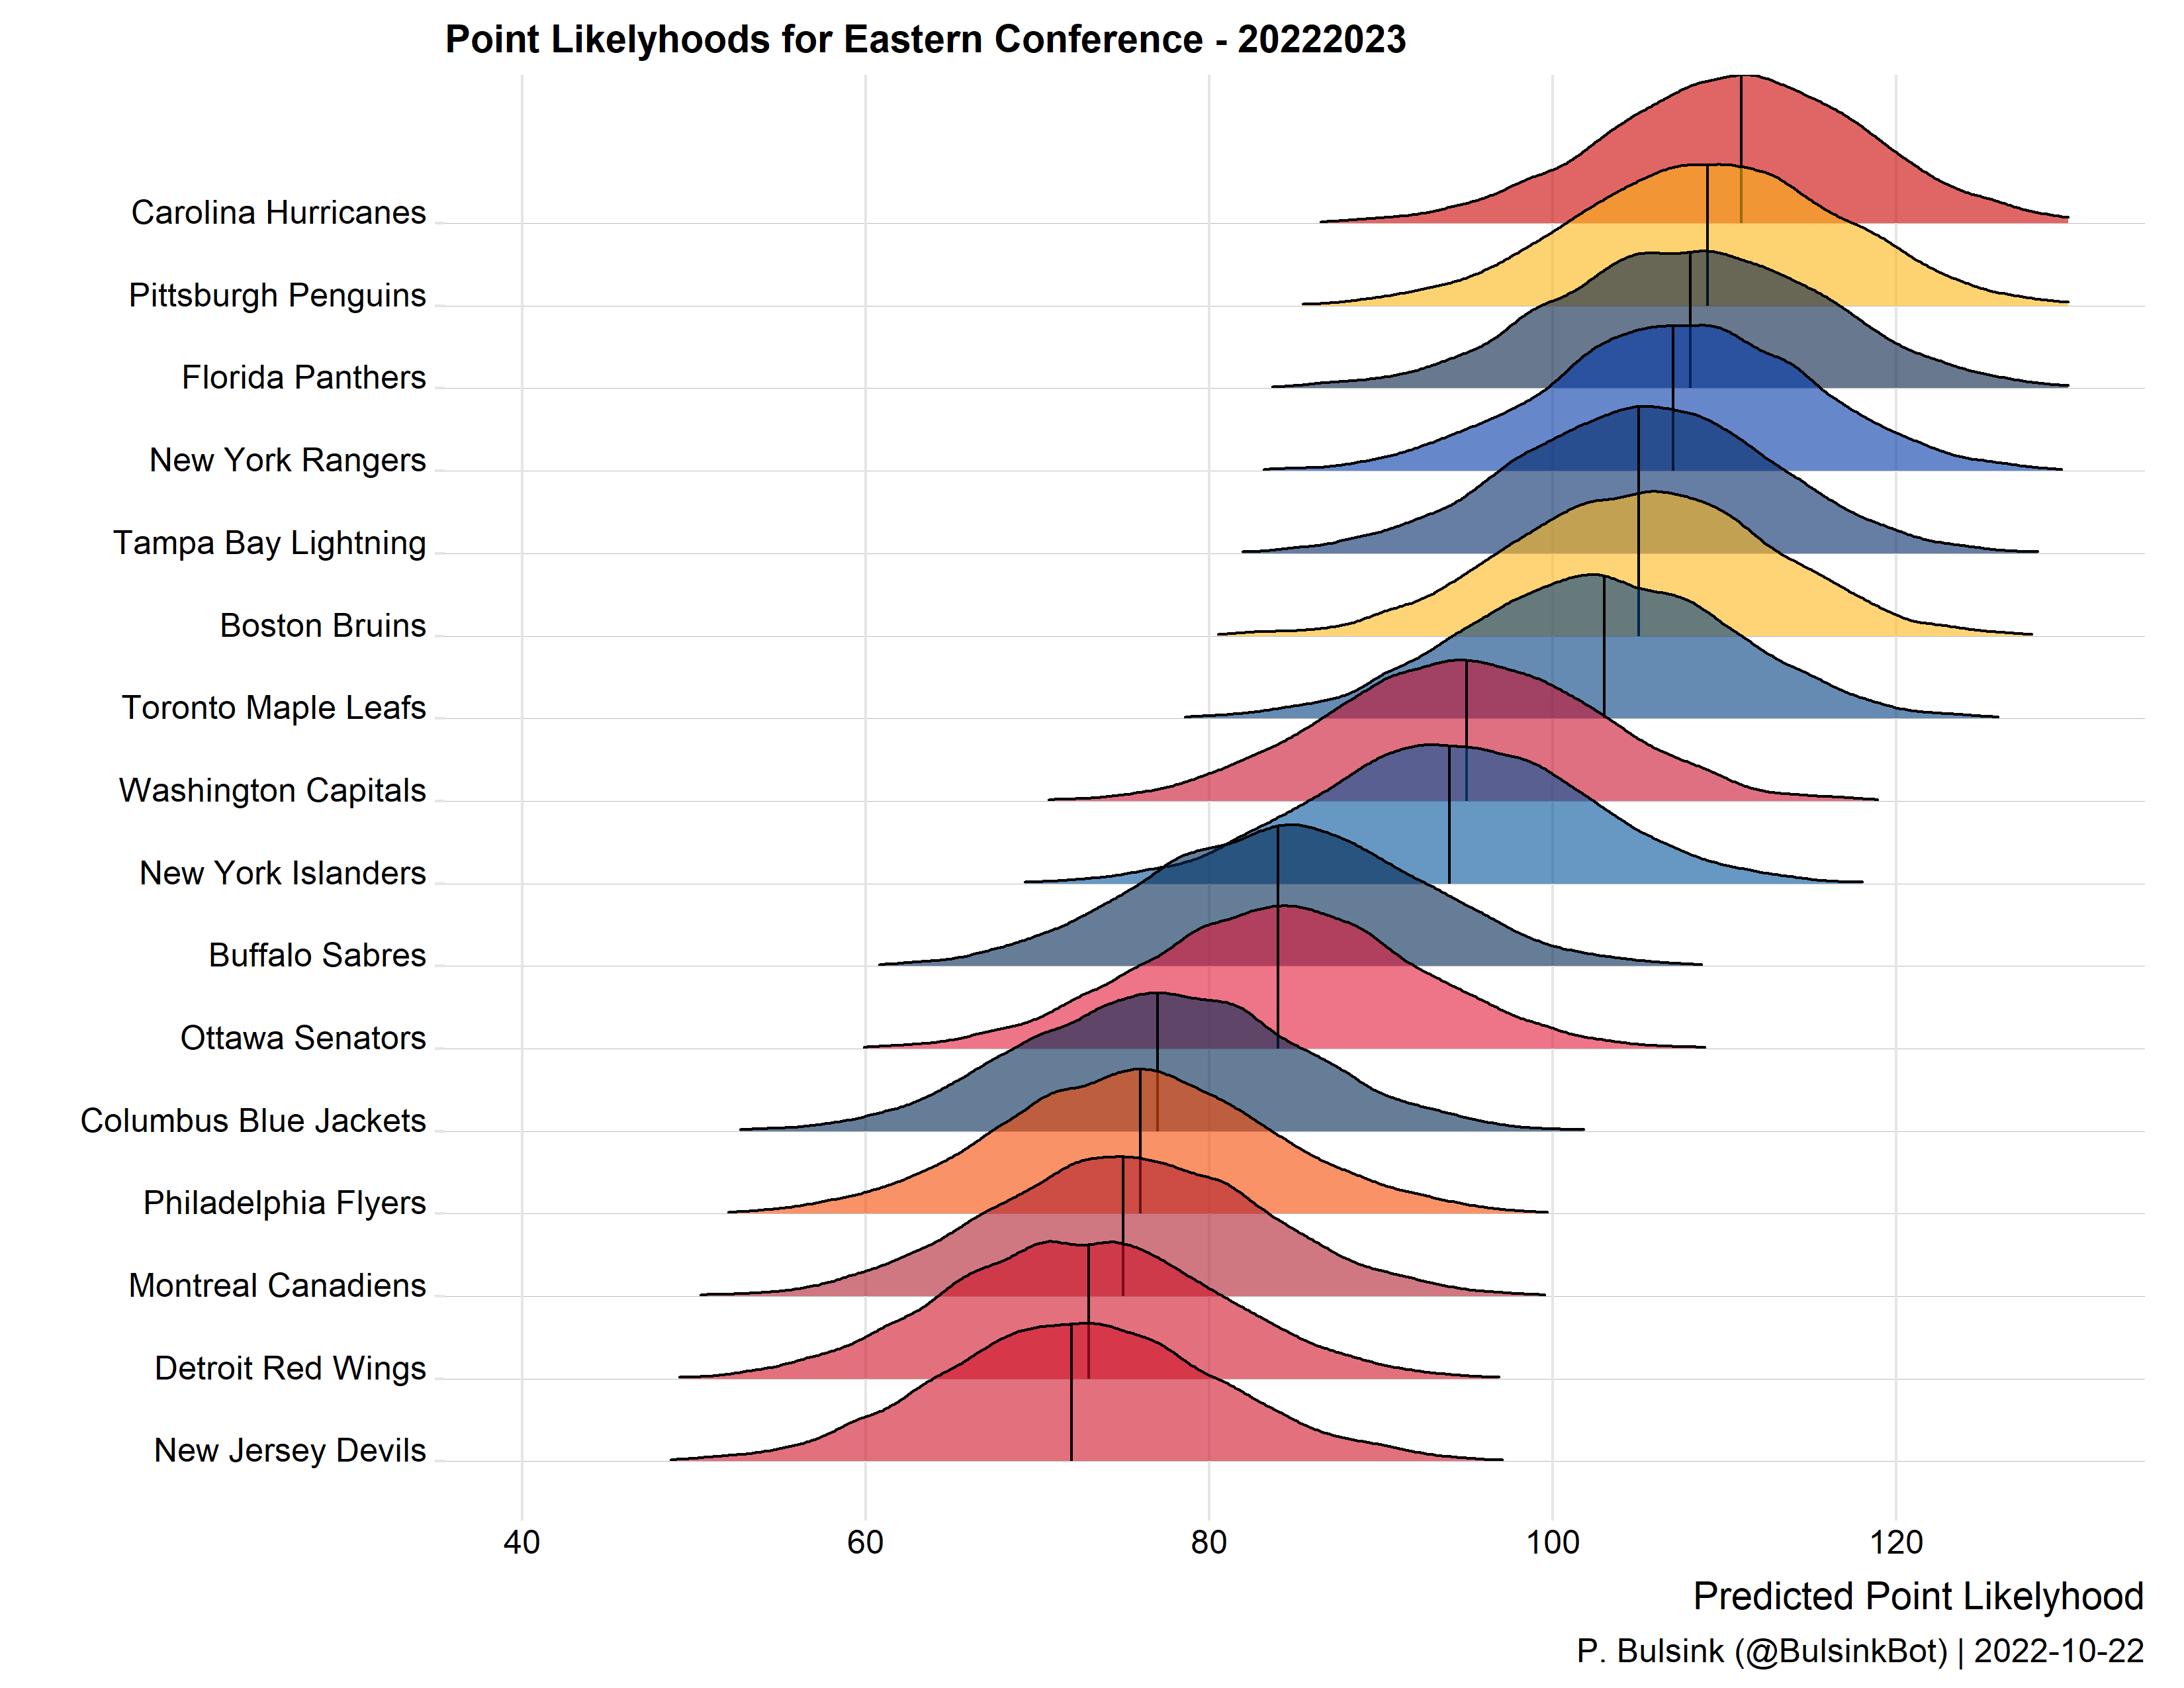 Point Likelyhoods for Eastern Conference - 20222023
Carolina Hurricanes
Pittsburgh Penguins
Florida Panthers
New York Rangers
Tampa Bay Lightning
Boston Bruins
Toronto Maple Leafs
Washington Capitals
New York Islanders
Buffalo Sabres
Ottawa Senators
Columbus Blue Jackets
Philadelphia Flyers
Montreal Canadiens
Detroit Red Wings
New Jersey Devils
40 60 80 100 120
Predicted Point Likelyhood
P. Bulsink (@BulsinkBot) | 2022-10-22